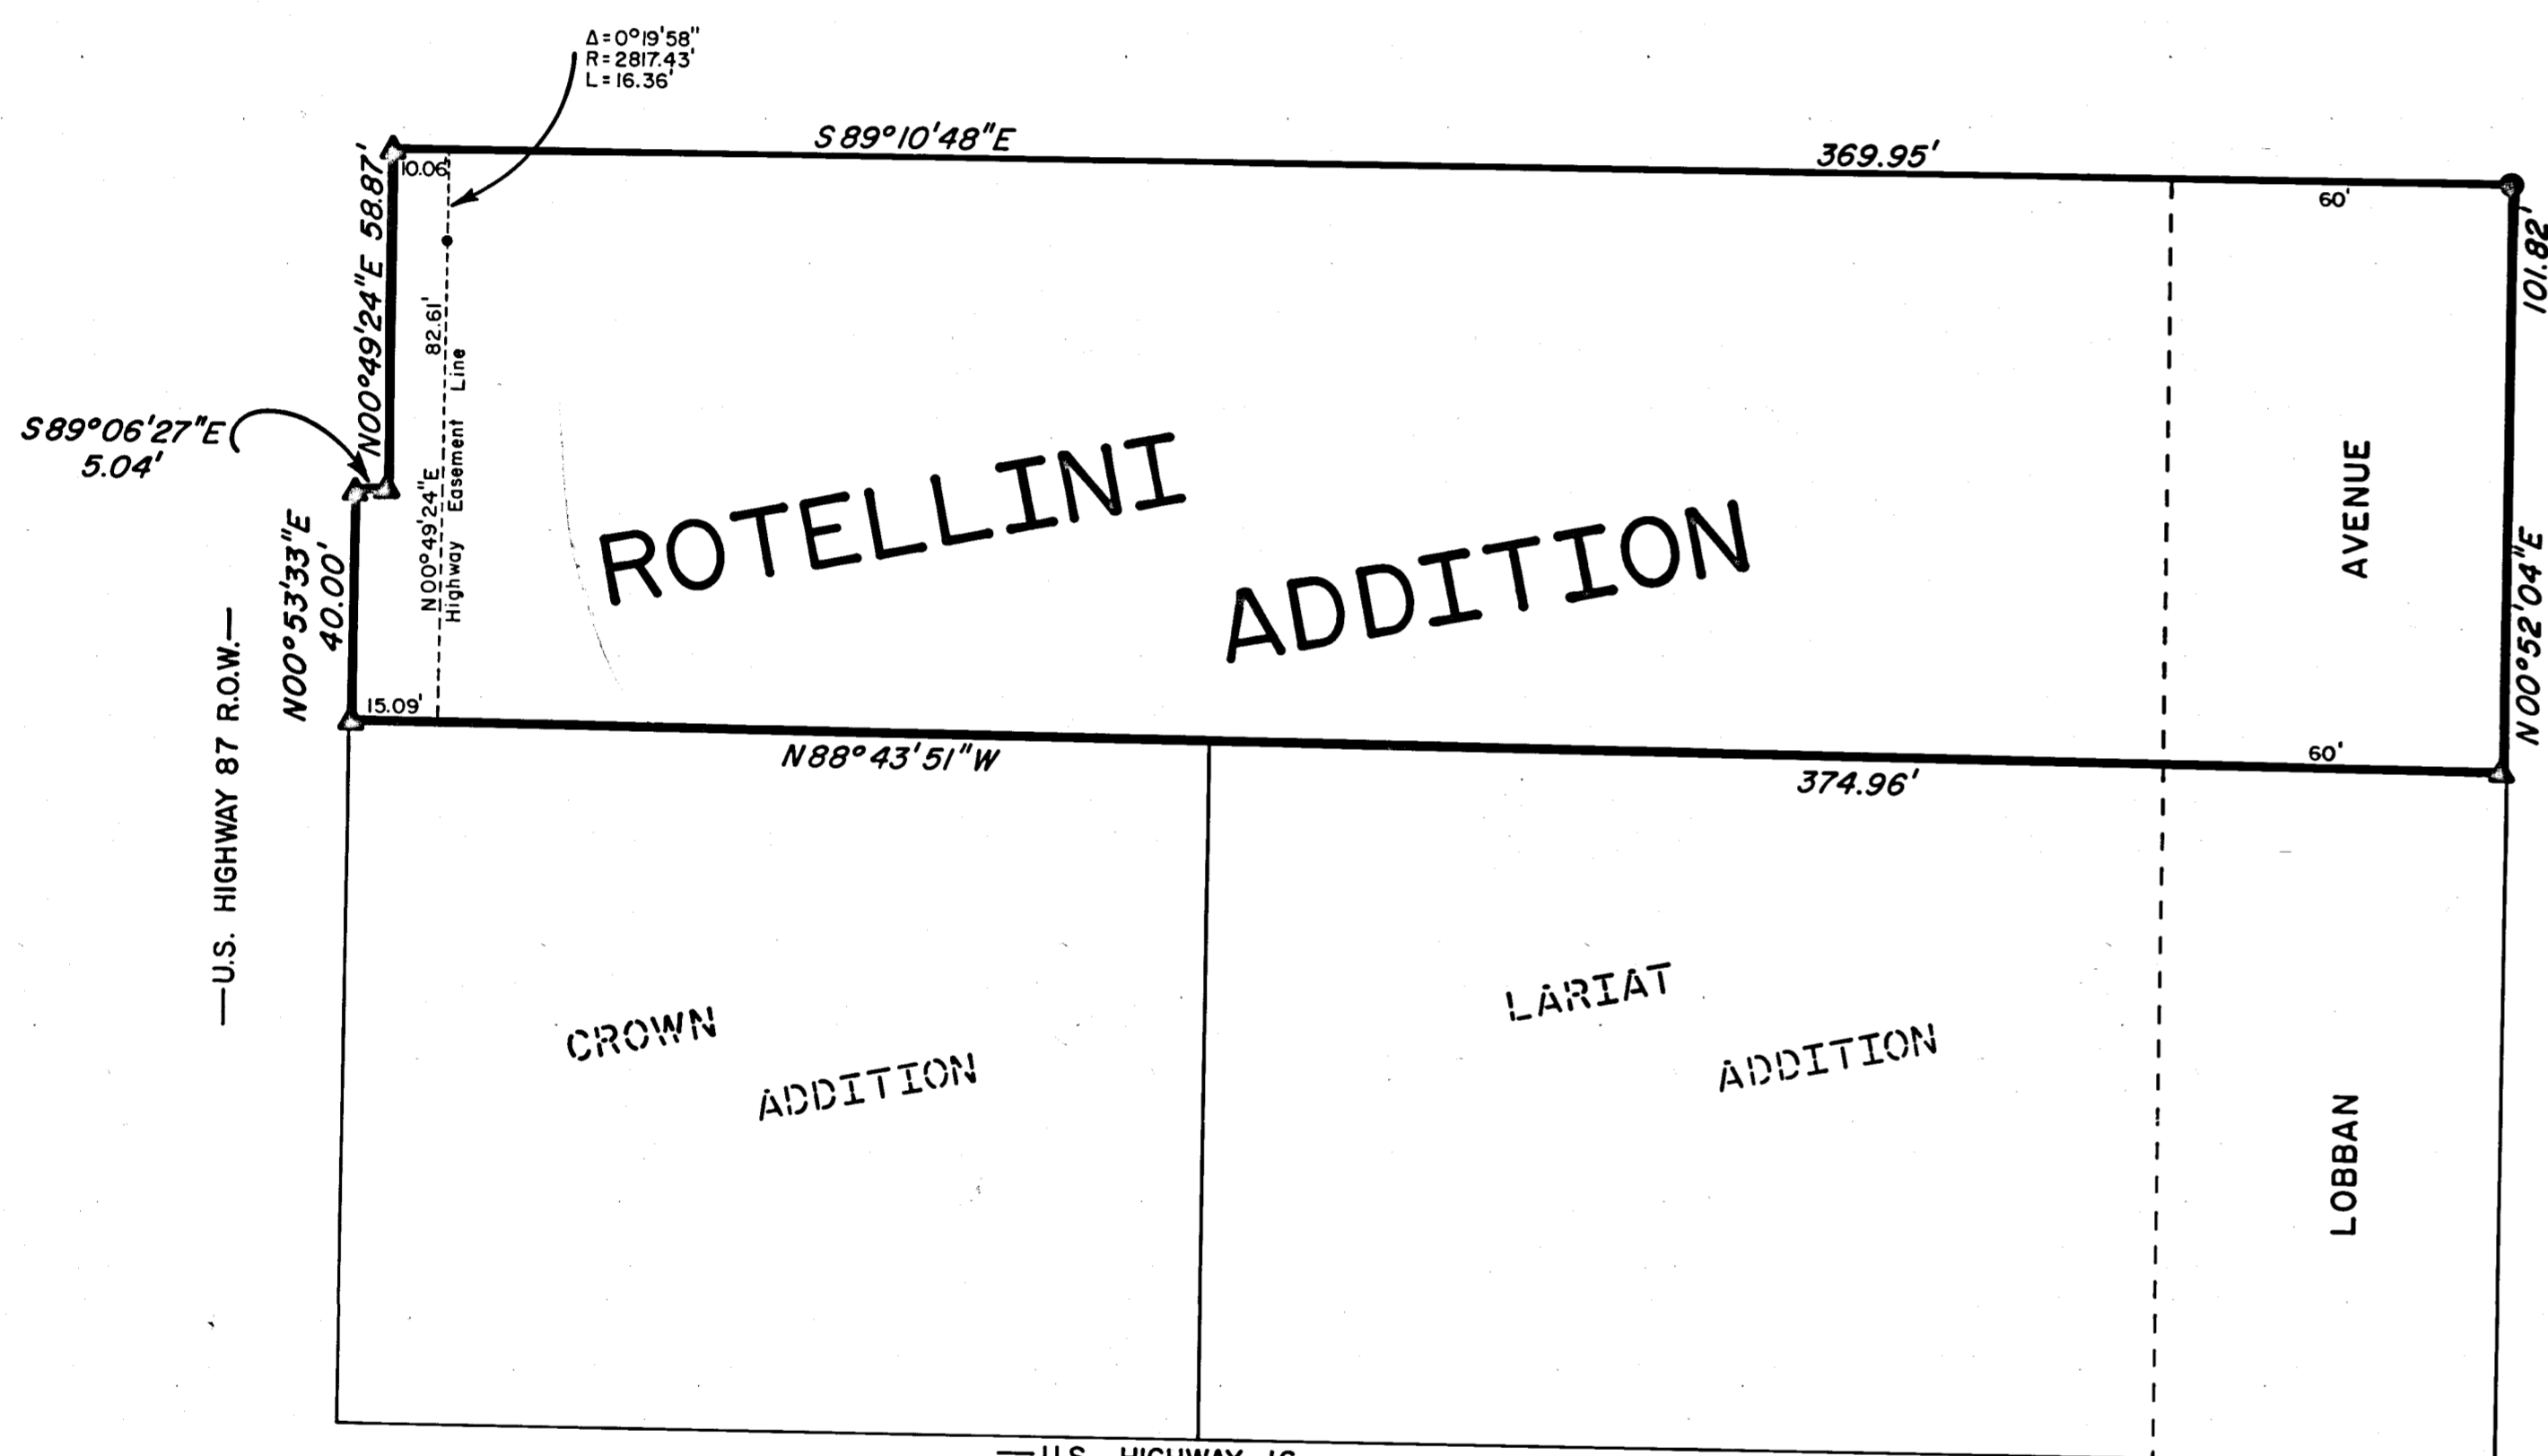 Δ=0°19'58"
R=2817.43'
L=16.36'
S89°10'48"E
369.95'
10.06'
60'
N00°49'24"E 58.87'
101.82'
82.61'
N00°49'24"E
Highway Easement Line
S89°06'27"E
5.04'
N00°53'33"E
40.00'
ROTELLINI
ADDITION
AVENUE
N00°52'04"E
—U.S. HIGHWAY 87 R.O.W.—
15.09'
N88°43'51"W
374.96'
60'
CROWN
ADDITION
LARIAT
ADDITION
LOBBAN
—U.S. HIGHWAY